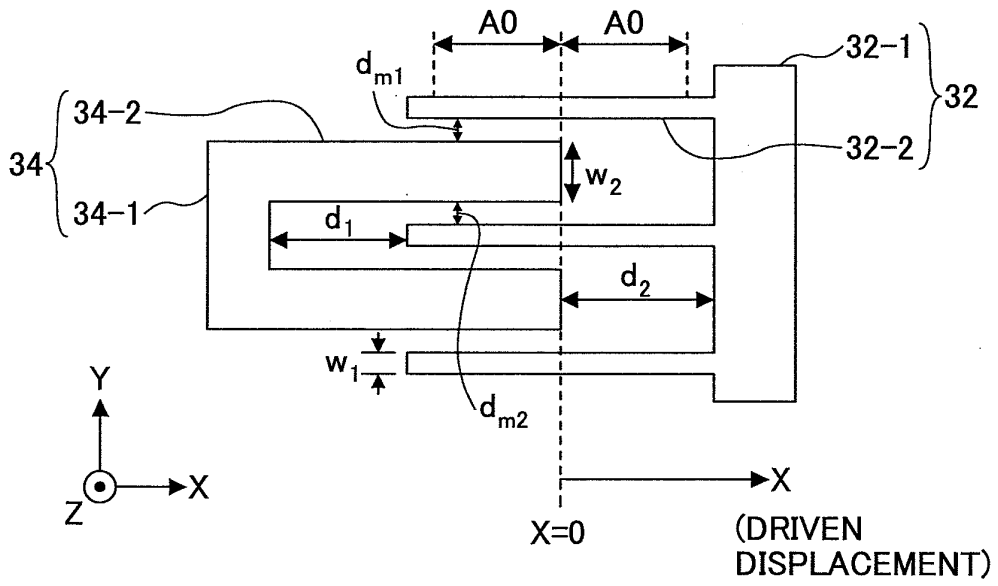 A0 A0
32-1
d_m1
34-2
32
34
32-2
w_2
34-1
d_1
d_2
w_1
d_m2
Y
X
Z
X
X=0
(DRIVEN
DISPLACEMENT)